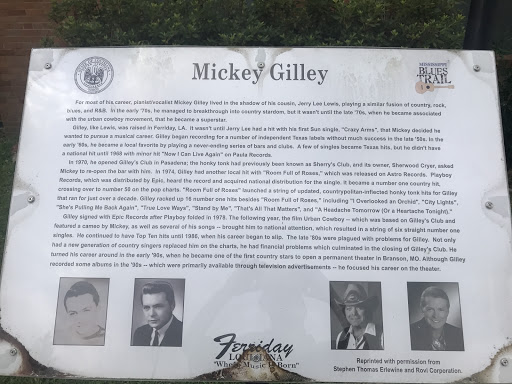 Mickey Gilley
MISSISSIPPI
BLUES
TRAIL
For most of his career, pianist/vocalist Mickey Gilley lived in the shadow of his cousin, Jerry Lee Lewis, playing a similar fusion of country, rock,
blues, and R&B. In the early '70s, he managed to breakthrough into country stardom, but it wasn't until the late '70s, when he became associated
with the urban cowboy movement, that he became a superstar.
Gilley, like Lewis, was raised in Ferriday, LA. It wasn't until Jerry Lee had a hit with his first Sun single, "Crazy Arms", that Mickey decided he
wanted to pursue a musical career. Gilley began recording for a number of independent Texas labels without much success in the late '50s. In the
early '60s, he became a local favorite by playing a never-ending series of bars and clubs. A few of singles became Texas hits, but he didn't have
a national hit until 1968 with minor hit "Now I Can Live Again" on Paula Records.
In 1970, he opened Gilley's Club in Pasadena; the honky tonk had previously been known as Sherry's Club, and its owner, Sherwood Cryer, asked
Mickey to re-open the bar with him. In 1974, Gilley had another local hit with "Room Full of Roses," which was released on Astro Records. Playboy
Records, which was distributed by Epic, heard the record and acquired national distribution for the single. It became a number one country hit,
crossing over to number 50 on the pop charts. "Room Full of Roses" launched a string of updated, countrypolitan-inflected honky tonk hits for Gilley
that ran for just over a decade. Gilley racked up 16 number one hits besides "Room Full of Roses," including "I Overlooked an Orchid", "City Lights",
"She's Pulling Me Back Again", "True Love Ways", "Stand by Me", "That's All That Matters", and "A Headache Tomorrow (Or a Heartache Tonight)."
Gilley signed with Epic Records after Playboy folded in 1978. The following year, the film Urban Cowboy -- which was based on Gilley's Club and
featured a cameo by Mickey, as well as several of his songs -- brought him to national attention, which resulted in a string of six straight number one
singles. He continued to have Top Ten hits until 1986, when his career began to slip. The late '80s were plagued with problems for Gilley. Not only
had a new generation of country singers replaced him on the charts, he had financial problems which culminated in the closing of Gilley's Club. He
turned his career around in the early '90s, when he became one of the first country stars to open a permanent theater in Branson, MO. Although Gilley
recorded some albums in the '90s -- which were primarily available through television advertisements -- he focused his career on the theater.
Ferriday
LOUISIANA
"Where Music Is Born"
Reprinted with permission from
Stephen Thomas Erlewine and Rovi Corporation.